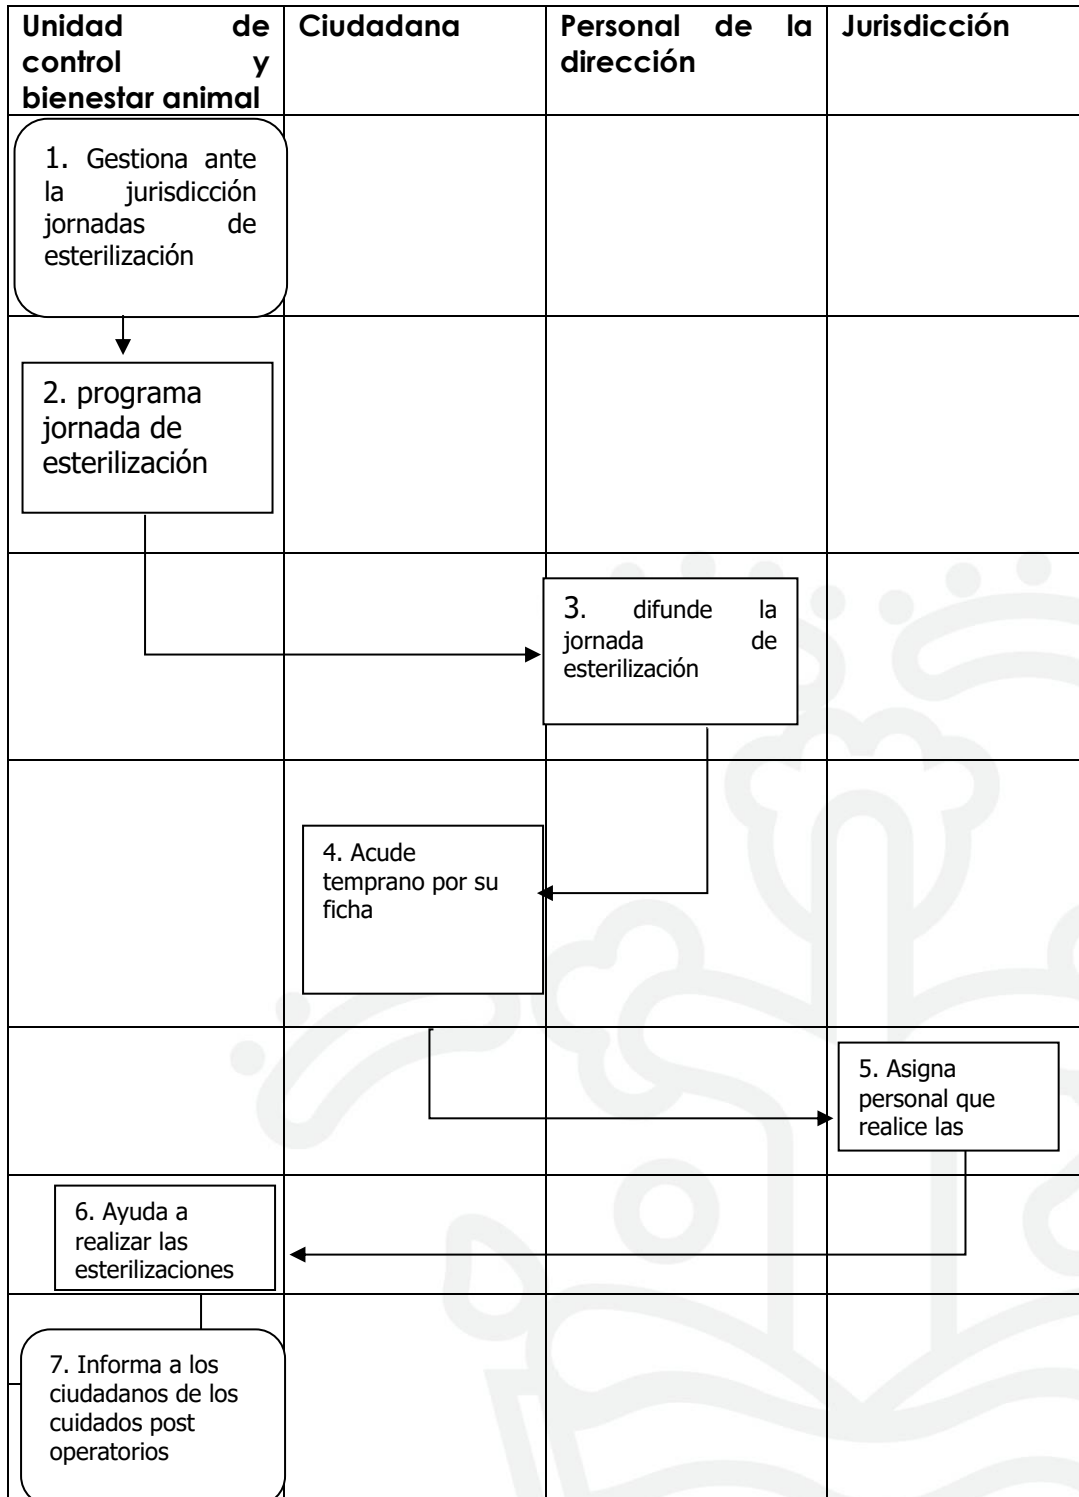 Unidad de
control y
bienestar animal
Ciudadana
Personal de la
dirección
Jurisdicción
1. Gestiona ante
la jurisdicción
jornadas de
esterilización
2. programa
jornada de
esterilización
3. difunde la
jornada de
esterilización
4. Acude
temprano por su
ficha
5. Asigna
personal que
realice las
6. Ayuda a
realizar las
esterilizaciones
7. Informa a los
ciudadanos de los
cuidados post
operatorios